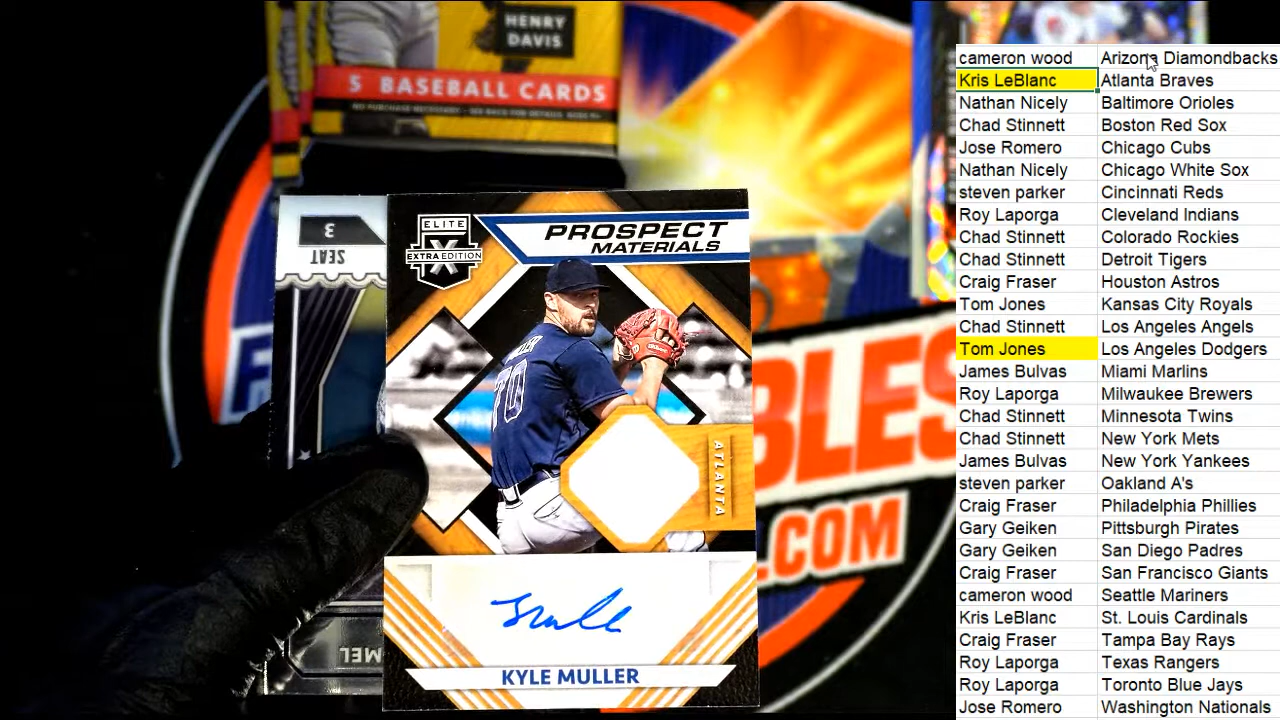 HENRY
DAVIS
5 BASEBALL CARDS
SEAT
3
ELITE
EXTRA EDITION
X
PROSPECT
MATERIALS
70
ATLANTA
KYLE MULLER
BLES
.COM
cameron wood Arizona Diamondbacks
Kris LeBlanc Atlanta Braves
Nathan Nicely Baltimore Orioles
Chad Stinnett Boston Red Sox
Jose Romero Chicago Cubs
Nathan Nicely Chicago White Sox
steven parker Cincinnati Reds
Roy Laporga Cleveland Indians
Chad Stinnett Colorado Rockies
Chad Stinnett Detroit Tigers
Craig Fraser Houston Astros
Tom Jones Kansas City Royals
Chad Stinnett Los Angeles Angels
Tom Jones Los Angeles Dodgers
James Bulvas Miami Marlins
Roy Laporga Milwaukee Brewers
Chad Stinnett Minnesota Twins
Chad Stinnett New York Mets
James Bulvas New York Yankees
steven parker Oakland A's
Craig Fraser Philadelphia Phillies
Gary Geiken Pittsburgh Pirates
Gary Geiken San Diego Padres
Craig Fraser San Francisco Giants
cameron wood Seattle Mariners
Kris LeBlanc St. Louis Cardinals
Craig Fraser Tampa Bay Rays
Roy Laporga Texas Rangers
Roy Laporga Toronto Blue Jays
Jose Romero Washington Nationals